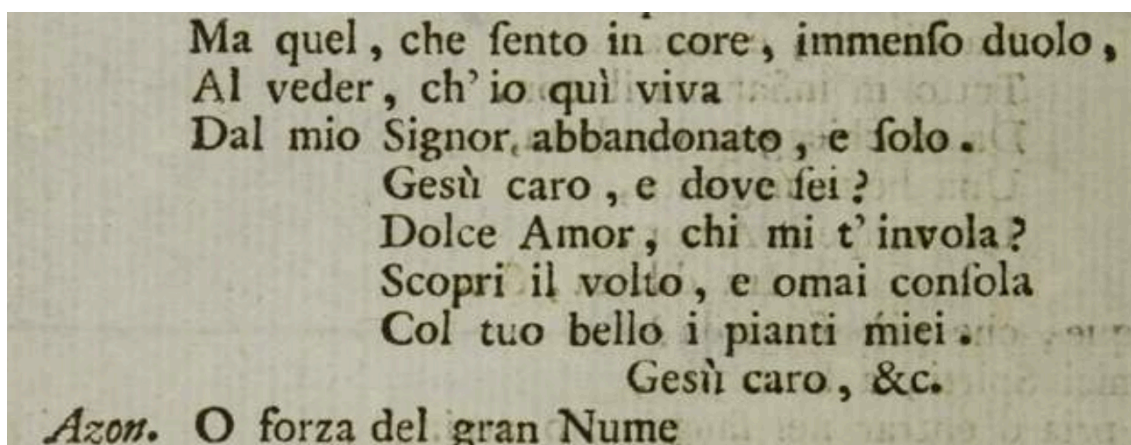 Ma quel, che ſento in core, immenſo duolo,
Al veder, ch' io quì viva
Dal mio Signor, abbandonato, e ſolo.
Gesù caro, e dove ſei?
Dolce Amor, chi mi t' invola?
Scopri il volto, e omai conſola
Col tuo bello i pianti miei.
Gesù caro, &c.
Azon. O forza del gran Nume